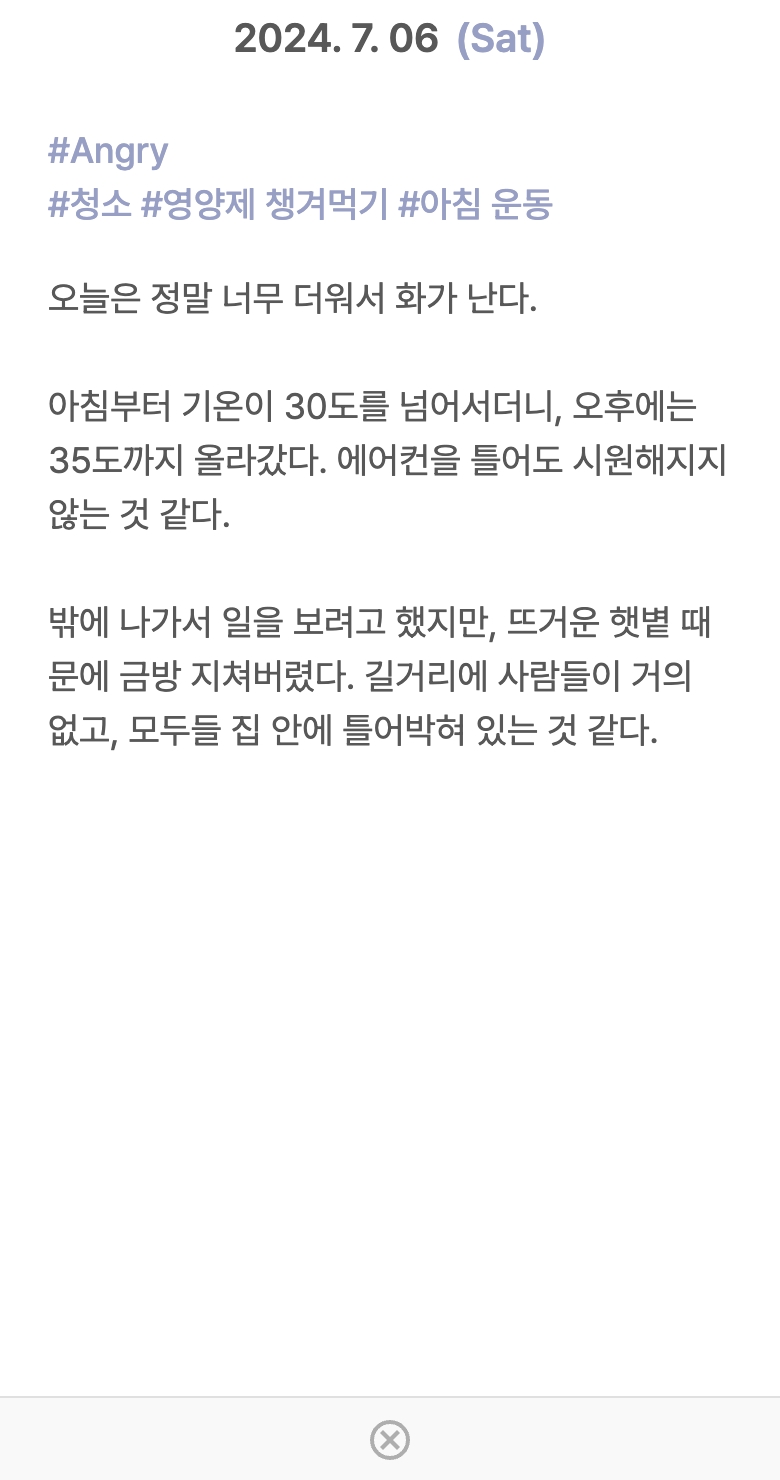 2024. 7. 06 (Sat)
#Angry
#청소 #영양제 챙겨먹기 #아침 운동
오늘은 정말 너무 더워서 화가 난다.
아침부터 기온이 30도를 넘어서더니, 오후에는
35도까지 올라갔다. 에어컨을 틀어도 시원해지지
않는 것 같다.
밖에 나가서 일을 보려고 했지만, 뜨거운 햇볕 때
문에 금방 지쳐버렸다. 길거리에 사람들이 거의
없고, 모두들 집 안에 틀어박혀 있는 것 같다.